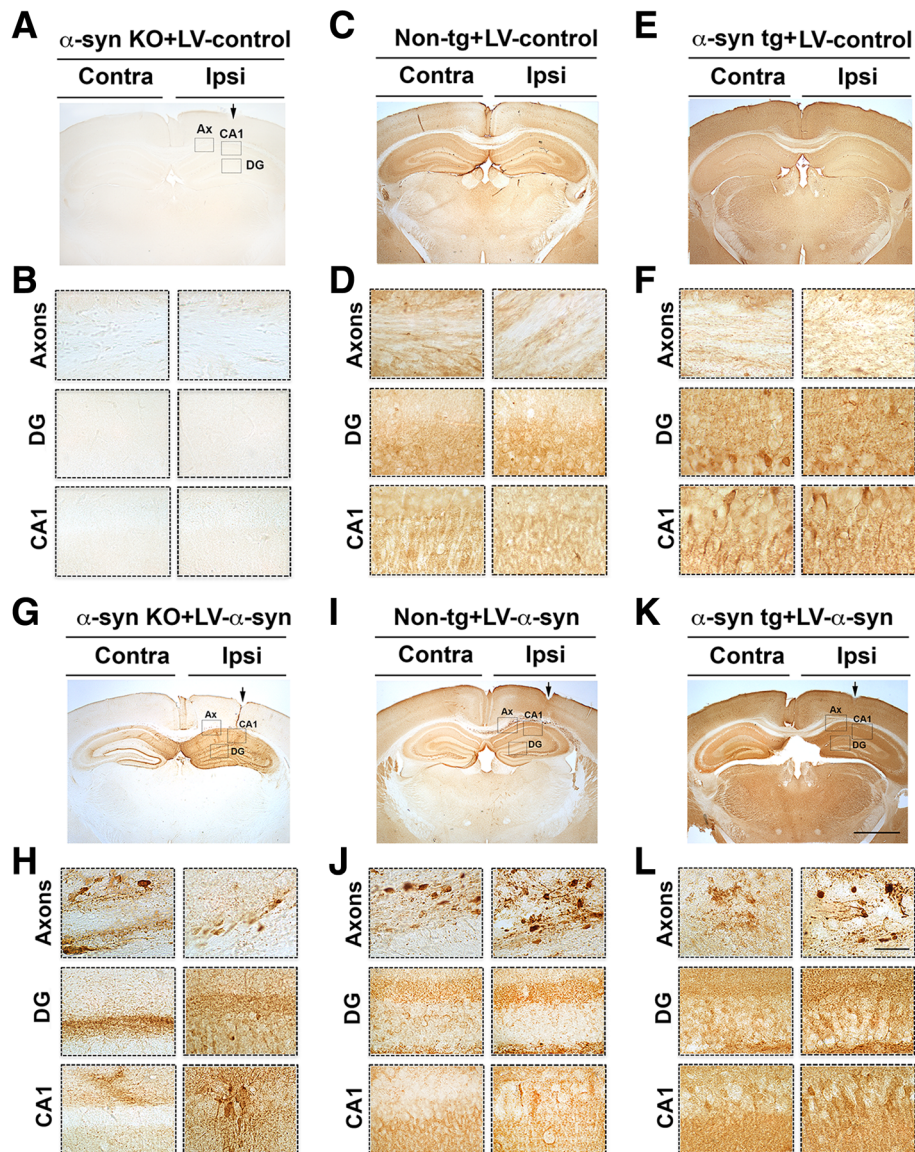 A
α-syn KO+LV-control
Contra Ipsi
Ax
CA1
DG
C
Non-tg+LV-control
Contra Ipsi
E
α-syn tg+LV-control
Contra Ipsi
B
Axons
DG
CA1
D
Axons
DG
CA1
F
Axons
DG
CA1
G
α-syn KO+LV-α-syn
Contra Ipsi
Ax
CA1
DG
I
Non-tg+LV-α-syn
Contra Ipsi
Ax
CA1
DG
K
α-syn tg+LV-α-syn
Contra Ipsi
Ax
CA1
DG
H
Axons
DG
CA1
J
Axons
DG
CA1
L
Axons
DG
CA1